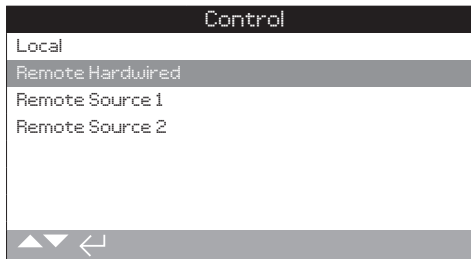 Control
Local
Remote Hardwired
Remote Source 1
Remote Source 2